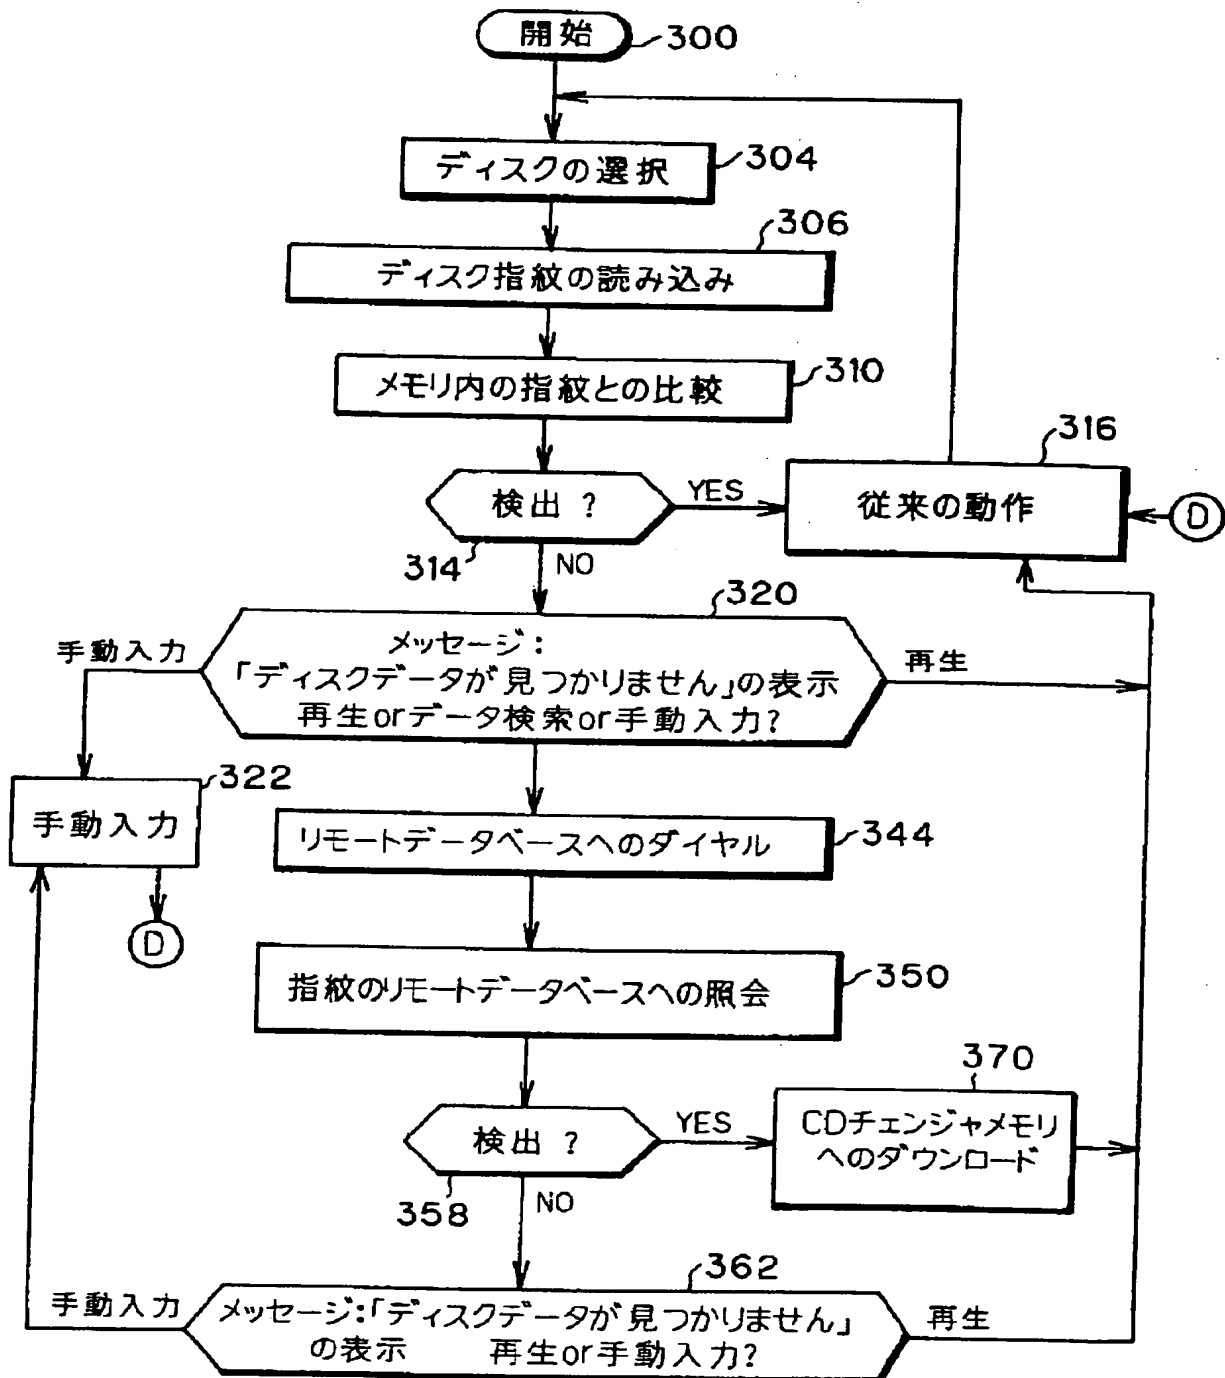 開始
300
ディスクの選択
304
306
ディスク指紋の読み込み
メモリ内の指紋との比較
310
316
検出?
YES
従来の動作
D
314
NO
320
手動入力
メッセージ:
再生
「ディスクデータが見つかりません」の表示
再生orデータ検索or手動入力?
322
手動入力
リモートデータベースへのダイヤル
344
D
指紋のリモートデータベースへの照会
350
370
検出?
YES
CDチェンジャメモリ
へのダウンロード
358
NO
362
手動入力
メッセージ:「ディスクデータが見つかりません」
再生
の表示 再生or手動入力?